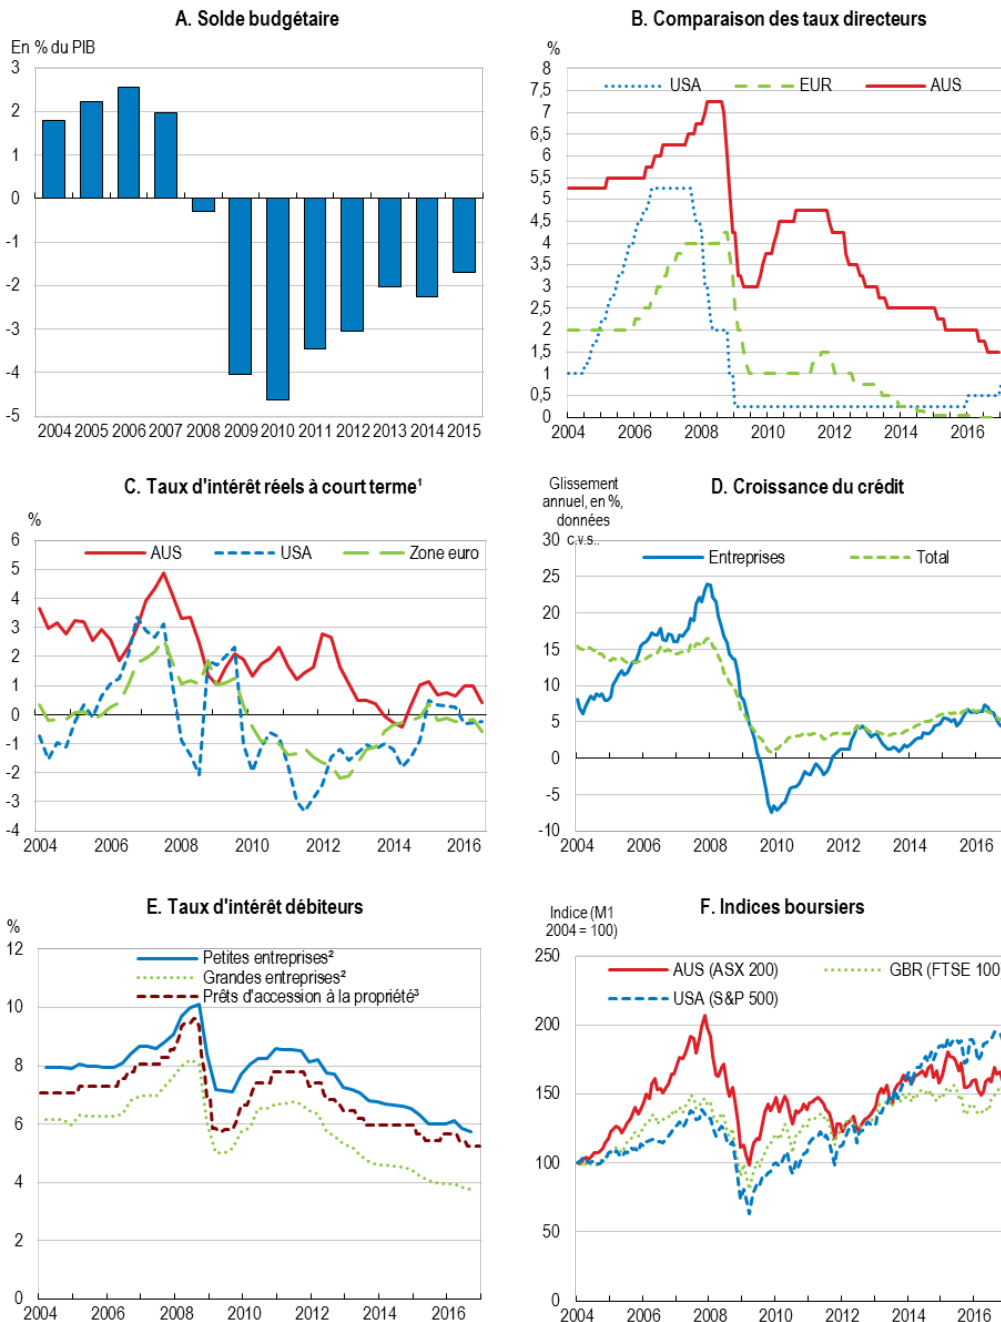 A. Solde budgétaire
En % du PIB
3
2
1
0
-1
-2
-3
-4
-5
2004 2005 2006 2007 2008 2009 2010 2011 2012 2013 2014 2015
B. Comparaison des taux directeurs
%
USA EUR AUS
8
7,5
7
6,5
6
5,5
5
4,5
4
3,5
3
2,5
2
1,5
1
0,5
0
2004 2006 2008 2010 2012 2014 2016
C. Taux d'intérêt réels à court terme¹
%
AUS USA Zone euro
6
5
4
3
2
1
0
-1
-2
-3
-4
2004 2006 2008 2010 2012 2014 2016
D. Croissance du crédit
Glissement
annuel, en %,
données
c.v.s..
Entreprises Total
30
25
20
15
10
5
0
-5
-10
2004 2006 2008 2010 2012 2014 2016
E. Taux d'intérêt débiteurs
%
Petites entreprises²
Grandes entreprises²
Prêts d'accession à la propriété³
12
10
8
6
4
2
0
2004 2006 2008 2010 2012 2014 2016
F. Indices boursiers
Indice (M1
2004 = 100)
AUS (ASX 200) GBR (FTSE 100
USA (S&P 500)
250
200
150
100
50
0
2004 2006 2008 2010 2012 2014 2016